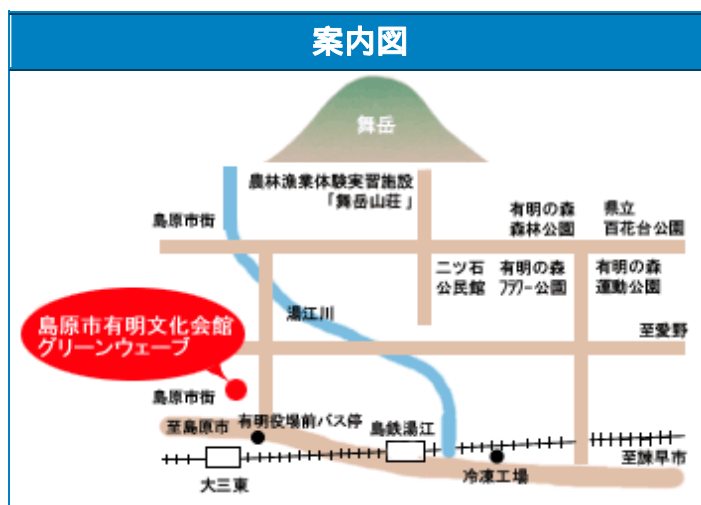 案内図
舞岳
農林漁業体験実習施設
「舞岳山荘」
島原市街
有明の森
森林公園
県立
百花台公園
二ツ石
公民館
有明の森
フラワー公園
有明の森
運動公園
湯江川
島原市有明文化会館
グリーンウェーブ
至愛野
島原市街
至島原市
有明役場前バス停
島鉄湯江
大三東
冷凍工場
至諫早市